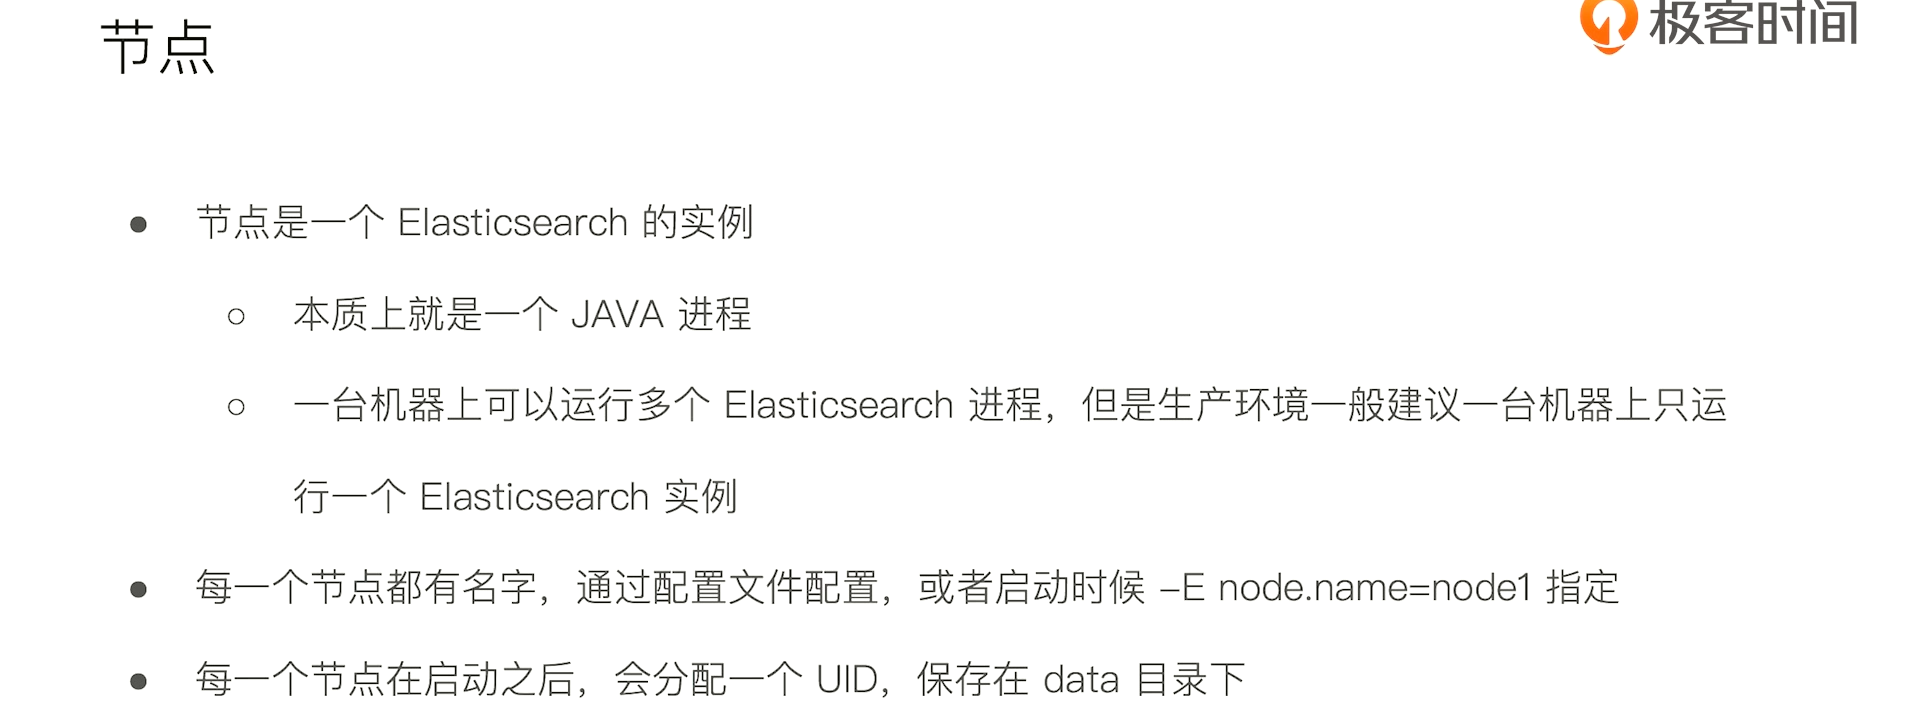 节点
极客时间
● 节点是一个 Elasticsearch 的实例
○ 本质上就是一个 JAVA 进程
○ 一台机器上可以运行多个 Elasticsearch 进程，但是生产环境一般建议一台机器上只运
行一个 Elasticsearch 实例
● 每一个节点都有名字，通过配置文件配置，或者启动时候 –E node.name=node1 指定
● 每一个节点在启动之后，会分配一个 UID，保存在 data 目录下